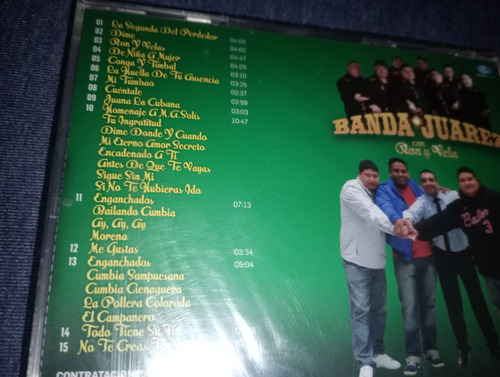 01 La Segunda Del Perdedor 04:03
02 Dime 04:02
03 Ron Y Velas 04:47
04 De Niña A Mujer 04:08
05 Conga Y Timbal 03:10
06 La Huella De Tu Ausencia 03:25
07 Mi Tumbao 02:37
08 Cuéntale 02:58
09 Juana La Cubana 03:03
10 Homenaje A M.A. Solis 10:47
Tu Ingratitud
Dime Donde Y Cuando
Mi Eterno Amor Secreto
Encadenado A Ti
Antes De Que Te Vayas
Sigue Sin Mi
Si No Te Hubieras Ido
11 Enganchados 07:13
Bailando Cumbia
Ay, Ay, Ay
Morena
12 Me Gustas 03:34
13 Enganchados 05:04
Cumbia Sampuesana
Cumbia Cienaguera
La Pollera Colorada
El Campanero
14 Todo Tiene Su Fin
15 No Te Creas
CONTRATACIONES
BANDA JUAREZ
con
Ron y Vela